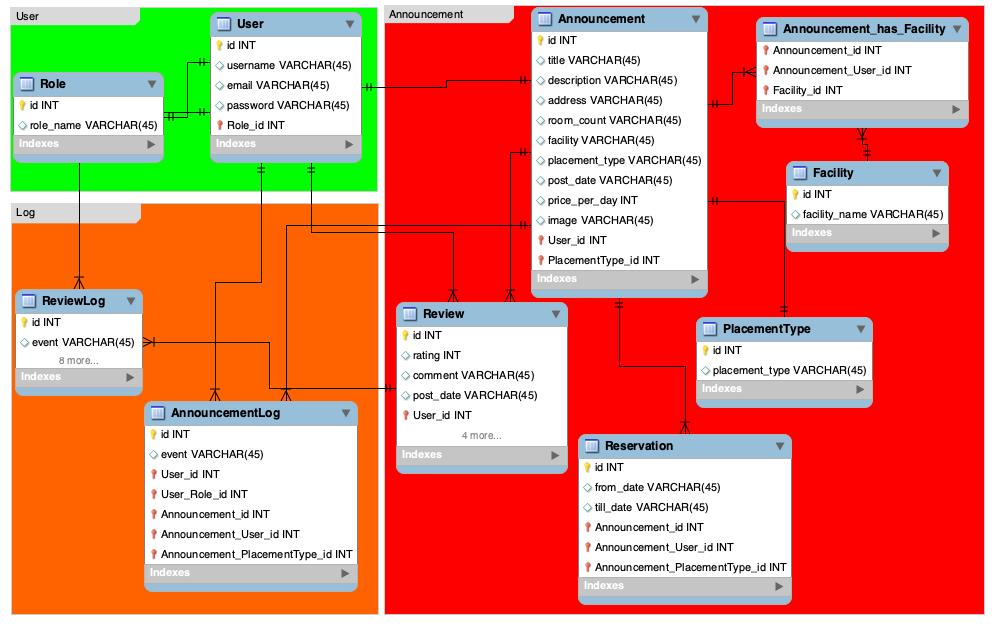 User
User
id INT
username VARCHAR(45)
email VARCHAR(45)
password VARCHAR(45)
Role_id INT
Indexes
Role
id INT
role_name VARCHAR(45)
Indexes
Log
ReviewLog
id INT
event VARCHAR(45)
8 more...
Indexes
AnnouncementLog
id INT
event VARCHAR(45)
User_id INT
User_Role_id INT
Announcement_id INT
Announcement_User_id INT
Announcement_PlacementType_id INT
Indexes
Announcement
Announcement
id INT
title VARCHAR(45)
description VARCHAR(45)
address VARCHAR(45)
room_count VARCHAR(45)
facility VARCHAR(45)
placement_type VARCHAR(45)
post_date VARCHAR(45)
price_per_day INT
image VARCHAR(45)
User_id INT
PlacementType_id INT
Indexes
Announcement_has_Facility
Announcement_id INT
Announcement_User_id INT
Facility_id INT
Indexes
Facility
id INT
facility_name VARCHAR(45)
Indexes
Review
id INT
rating INT
comment VARCHAR(45)
post_date VARCHAR(45)
User_id INT
4 more...
Indexes
PlacementType
id INT
placement_type VARCHAR(45)
Indexes
Reservation
id INT
from_date VARCHAR(45)
till_date VARCHAR(45)
Announcement_id INT
Announcement_User_id INT
Announcement_PlacementType_id INT
Indexes